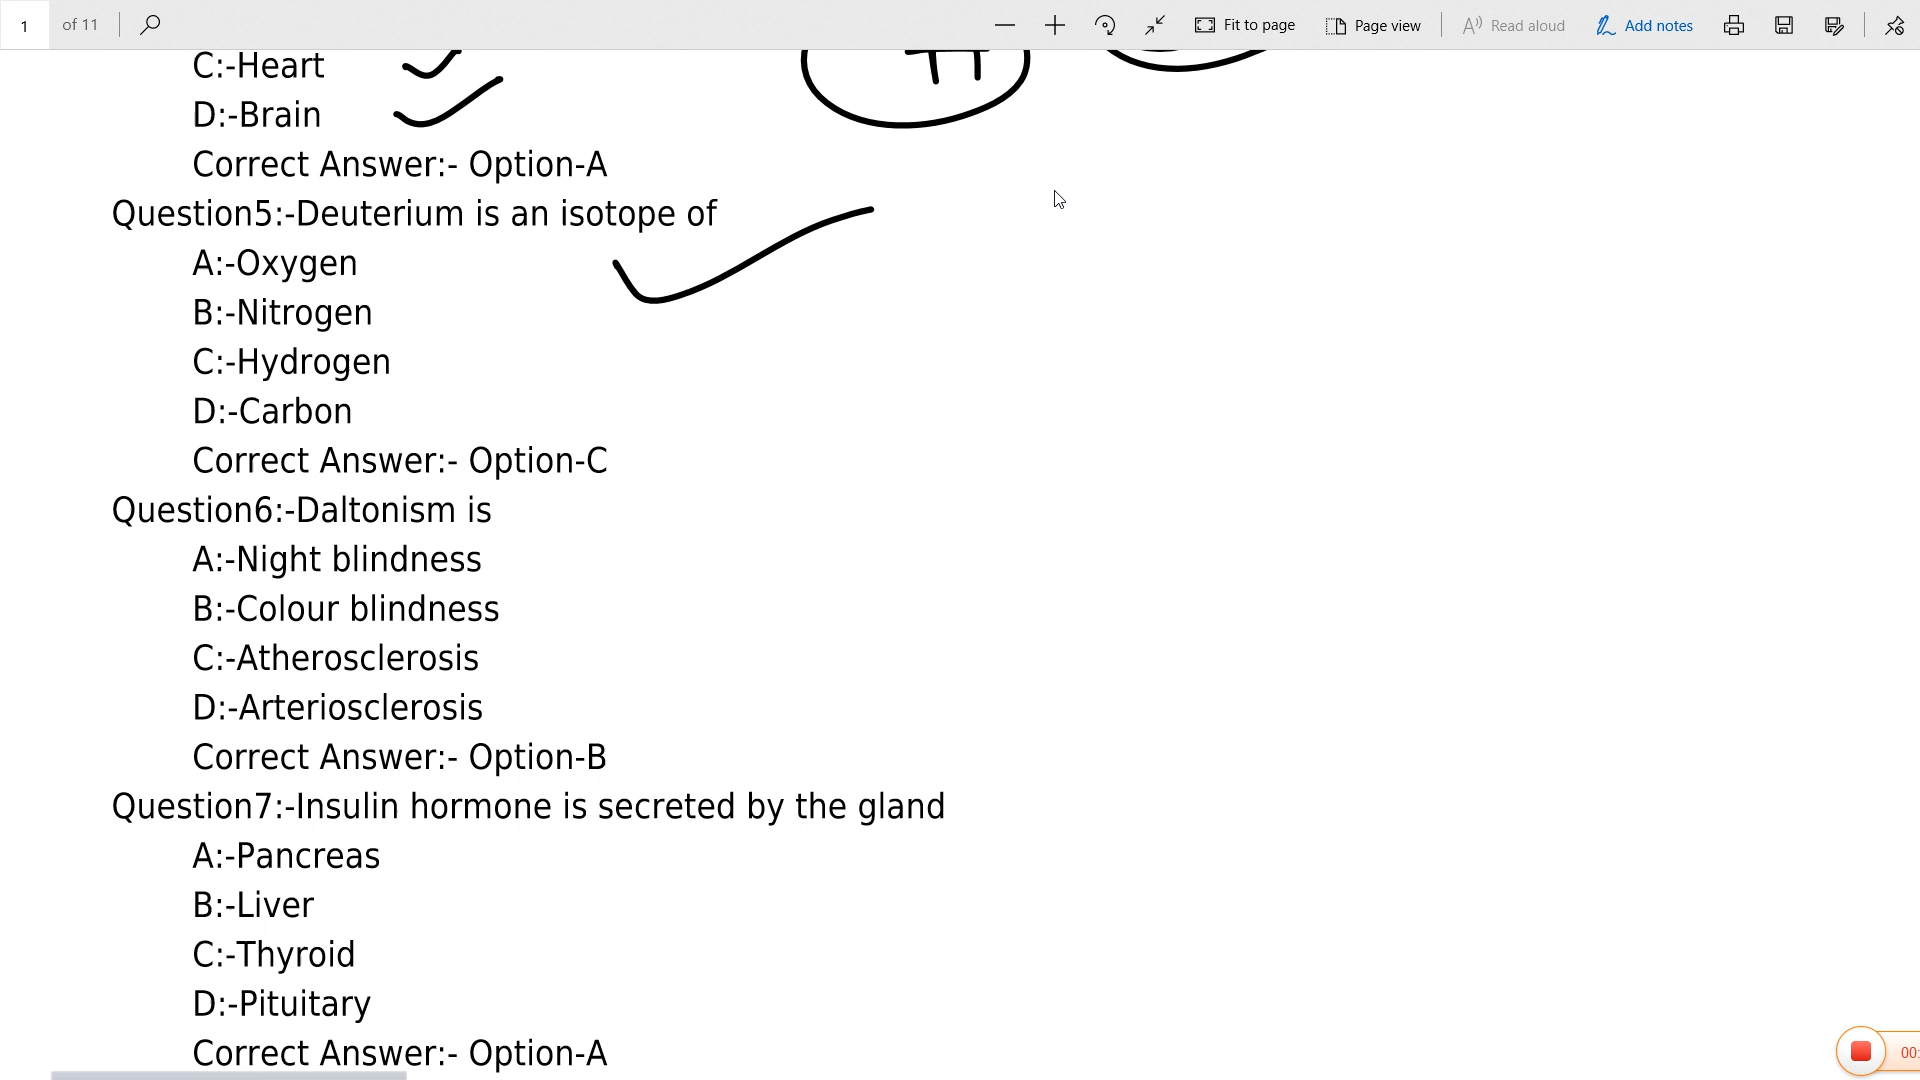 1 of 11 Fit to page Page view Read aloud Add notes
C:-Heart
D:-Brain
Correct Answer:- Option-A
Question5:-Deuterium is an isotope of
A:-Oxygen
B:-Nitrogen
C:-Hydrogen
D:-Carbon
Correct Answer:- Option-C
Question6:-Daltonism is
A:-Night blindness
B:-Colour blindness
C:-Atherosclerosis
D:-Arteriosclerosis
Correct Answer:- Option-B
Question7:-Insulin hormone is secreted by the gland
A:-Pancreas
B:-Liver
C:-Thyroid
D:-Pituitary
Correct Answer:- Option-A
00: